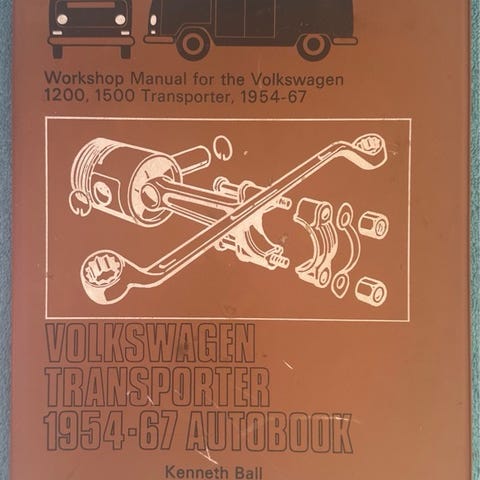 Workshop Manual for the Volkswagen
1200, 1500 Transporter, 1954-67
VOLKSWAGEN
TRANSPORTER
1954-67 AUTOBOOK
Kenneth Ball